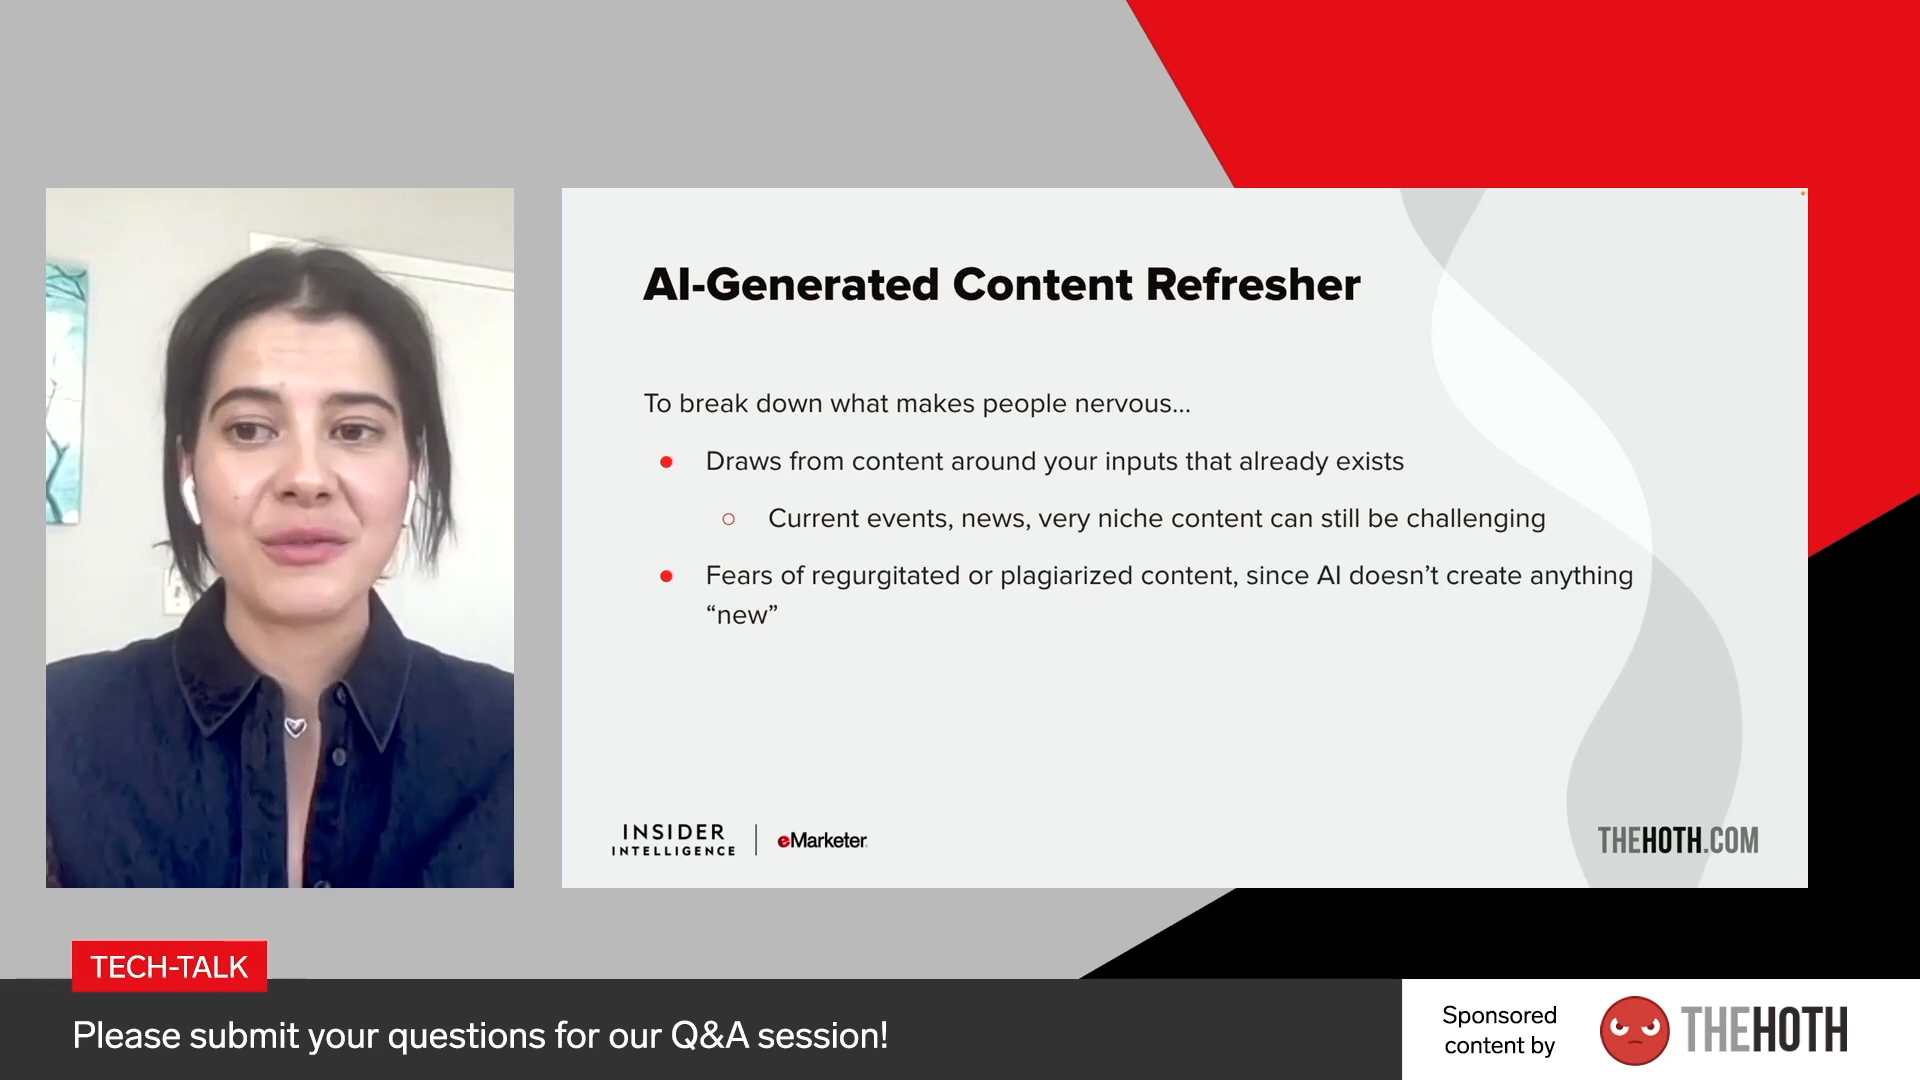 AI-Generated Content Refresher
To break down what makes people nervous...
● Draws from content around your inputs that already exists
○ Current events, news, very niche content can still be challenging
● Fears of regurgitated or plagiarized content, since AI doesn’t create anything
“new”
INSIDER
INTELLIGENCE
eMarketer
THEHOTH.COM
TECH-TALK
Please submit your questions for our Q&A session!
Sponsored
content by
THEHOTH